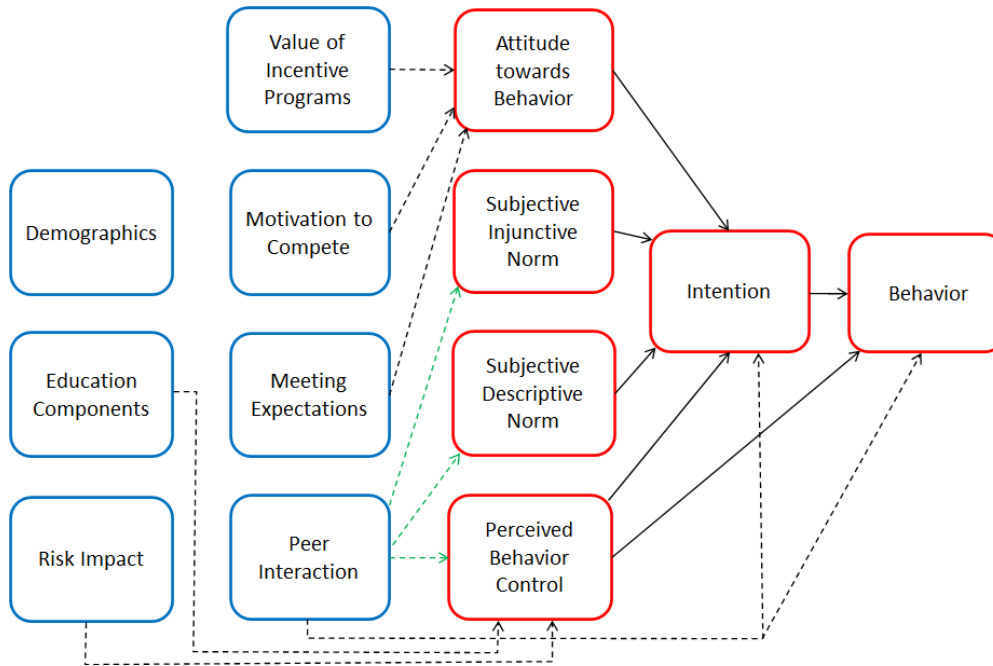 Value of
Incentive
Programs
Attitude
towards
Behavior
Demographics
Motivation to
Compete
Subjective
Injunctive
Norm
Intention
Behavior
Education
Components
Meeting
Expectations
Subjective
Descriptive
Norm
Risk Impact
Peer
Interaction
Perceived
Behavior
Control